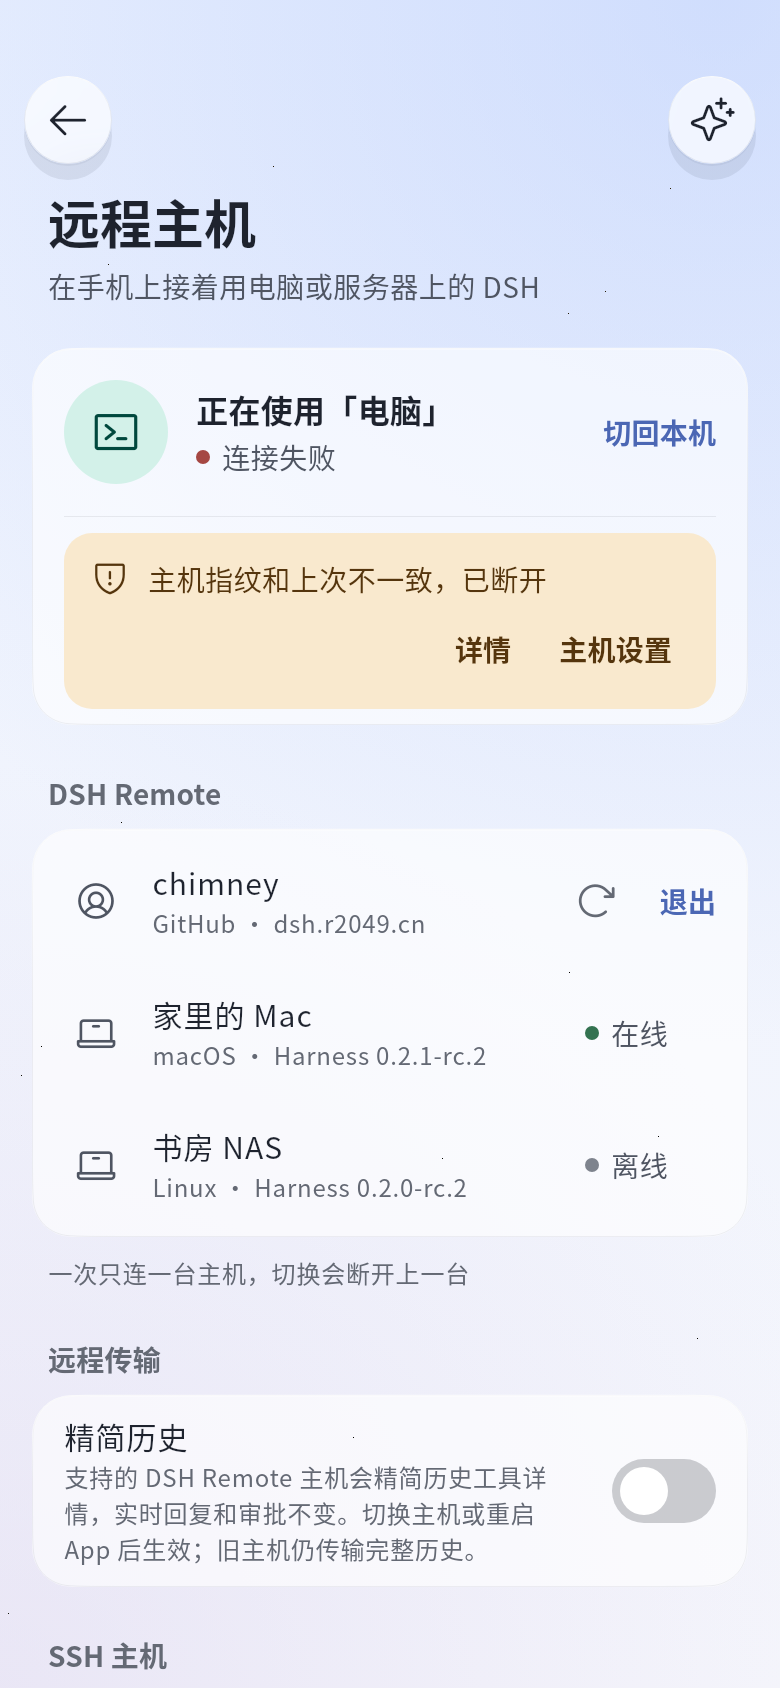 远程主机
在手机上接着用电脑或服务器上的 DSH
正在使用「电脑」
连接失败
切回本机
主机指纹和上次不一致，已断开
详情
主机设置
DSH Remote
chimney
GitHub • dsh.r2049.cn
退出
家里的 Mac
macOS • Harness 0.2.1-rc.2
在线
书房 NAS
Linux • Harness 0.2.0-rc.2
离线
一次只连一台主机，切换会断开上一台
远程传输
精简历史
支持的 DSH Remote 主机会精简历史工具详
情，实时回复和审批不变。切换主机或重启
App 后生效；旧主机仍传输完整历史。
SSH 主机